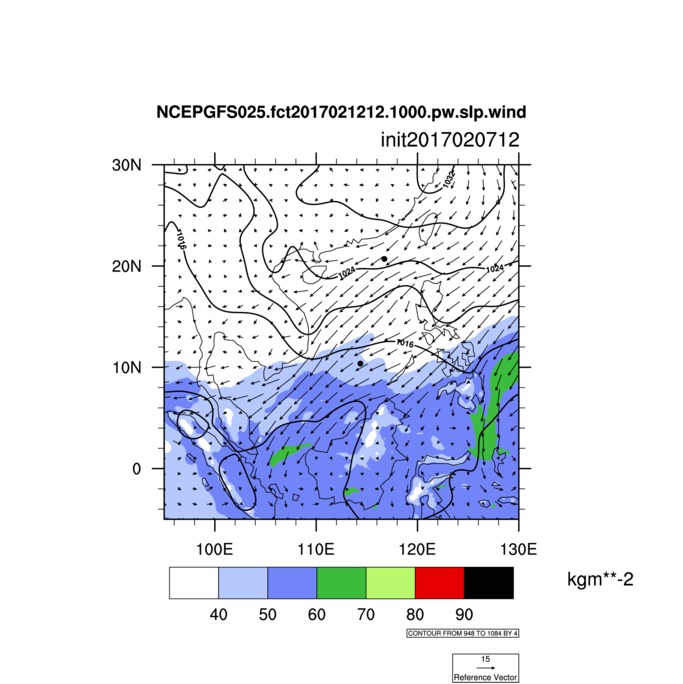 NCEPGFS025.fct2017021212.1000.pw.slp.wind
init2017020712
30N
20N
10N
0
100E 110E 120E 130E
1032
1016
1024
1024
1016
40 50 60 70 80 90
kgm**-2
CONTOUR FROM 948 TO 1084 BY 4
15
Reference Vector